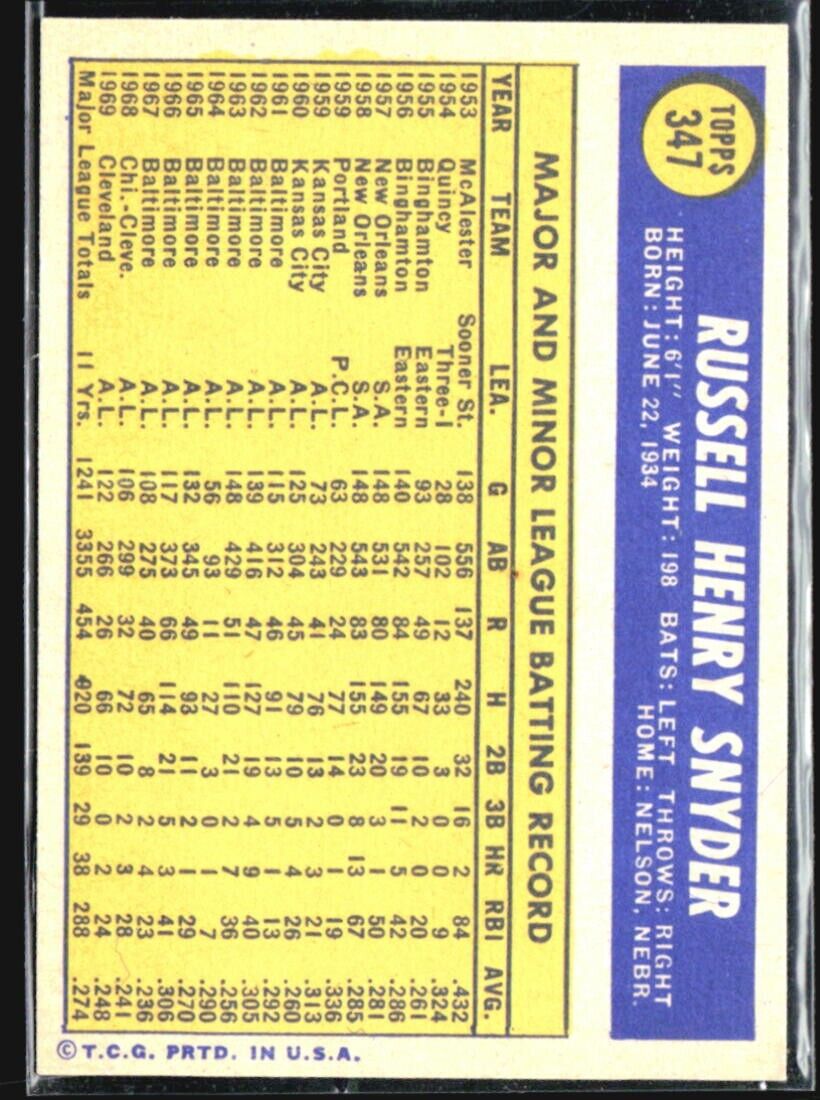 TOPPS
347
RUSSELL HENRY SNYDER
HEIGHT: 6'1" WEIGHT: 198 BATS: LEFT THROWS: RIGHT
BORN: JUNE 22, 1934 HOME: NELSON, NEBR.
MAJOR AND MINOR LEAGUE BATTING RECORD
YEAR TEAM LEA. G AB R H 2B 3B HR RBI AVG.
1953 McAlester Sooner St. 138 556 137 240 32 16 2 84 .432
1954 Quincy Three-I 28 102 12 33 3 0 0 9 .324
1955 Binghamton Eastern 93 257 49 67 10 2 0 20 .261
1956 Binghamton Eastern 140 542 84 155 19 11 5 42 .286
1957 New Orleans S.A. 148 531 80 149 20 3 1 50 .281
1958 New Orleans S.A. 148 543 83 155 23 8 13 67 .285
1959 Portland P.C.L. 63 229 24 77 14 0 1 19 .336
1959 Kansas City A.L. 73 243 41 76 13 2 3 21 .313
1960 Kansas City A.L. 125 304 45 79 10 5 4 26 .260
1961 Baltimore A.L. 115 312 46 91 13 5 1 13 .292
1962 Baltimore A.L. 139 416 47 127 19 4 9 40 .305
1963 Baltimore A.L. 148 429 51 110 21 2 7 36 .256
1964 Baltimore A.L. 56 93 11 27 3 0 1 7 .290
1965 Baltimore A.L. 132 345 49 93 11 2 1 29 .270
1966 Baltimore A.L. 117 373 66 114 21 5 3 41 .306
1967 Baltimore A.L. 108 275 40 65 8 2 4 23 .236
1968 Chi.-Cleve. A.L. 106 299 32 72 10 2 3 28 .241
1969 Cleveland A.L. 122 266 26 66 10 0 2 24 .248
Major League Totals 11 Yrs. 1241 3355 454 920 139 29 38 288 .274
© T.C.G. PRTD. IN U.S.A.